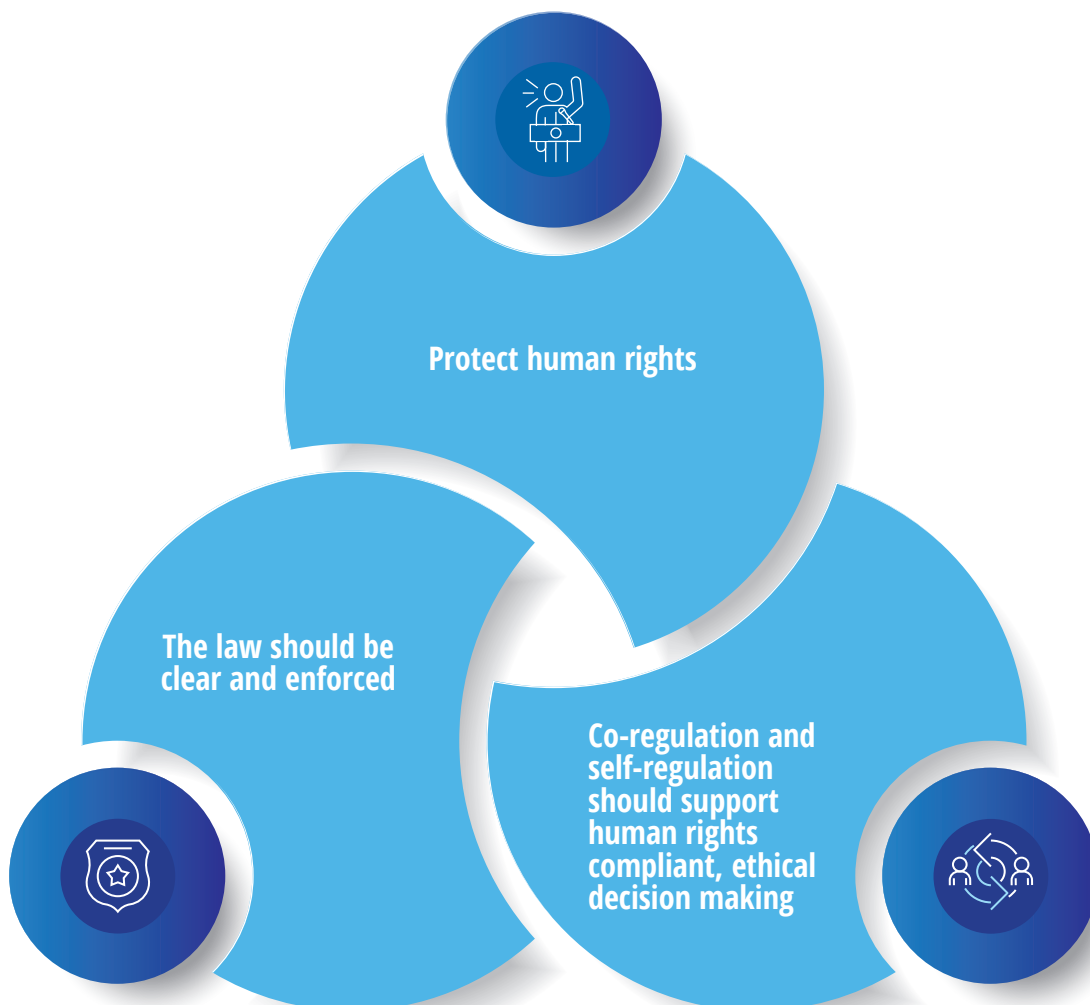 Protect human rights
The law should be
clear and enforced
Co-regulation and
self-regulation
should support
human rights
compliant, ethical
decision making